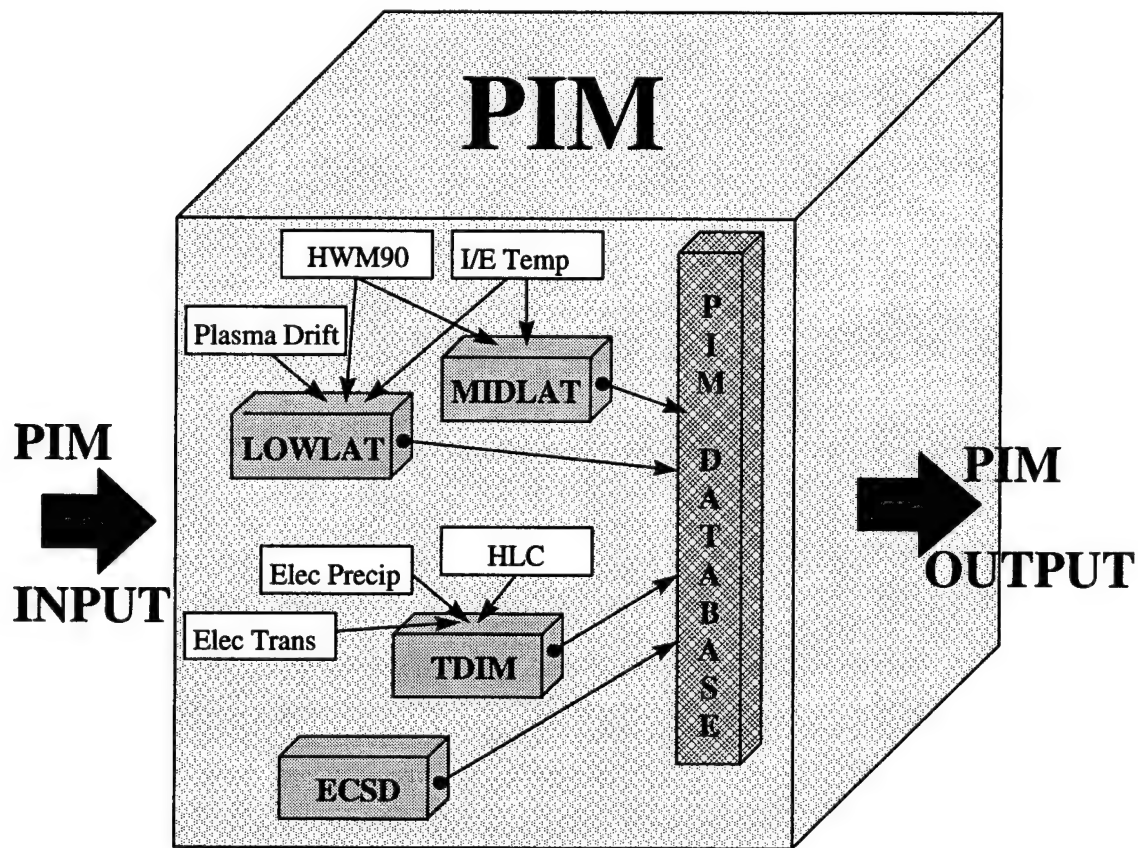 PIM
HWM90
I/E Temp
Plasma Drift
MIDLAT
LOWLAT
PIM DATABASE
PIM
INPUT
PIM
OUTPUT
HLC
Elec Precip
Elec Trans
TDIM
ECSD